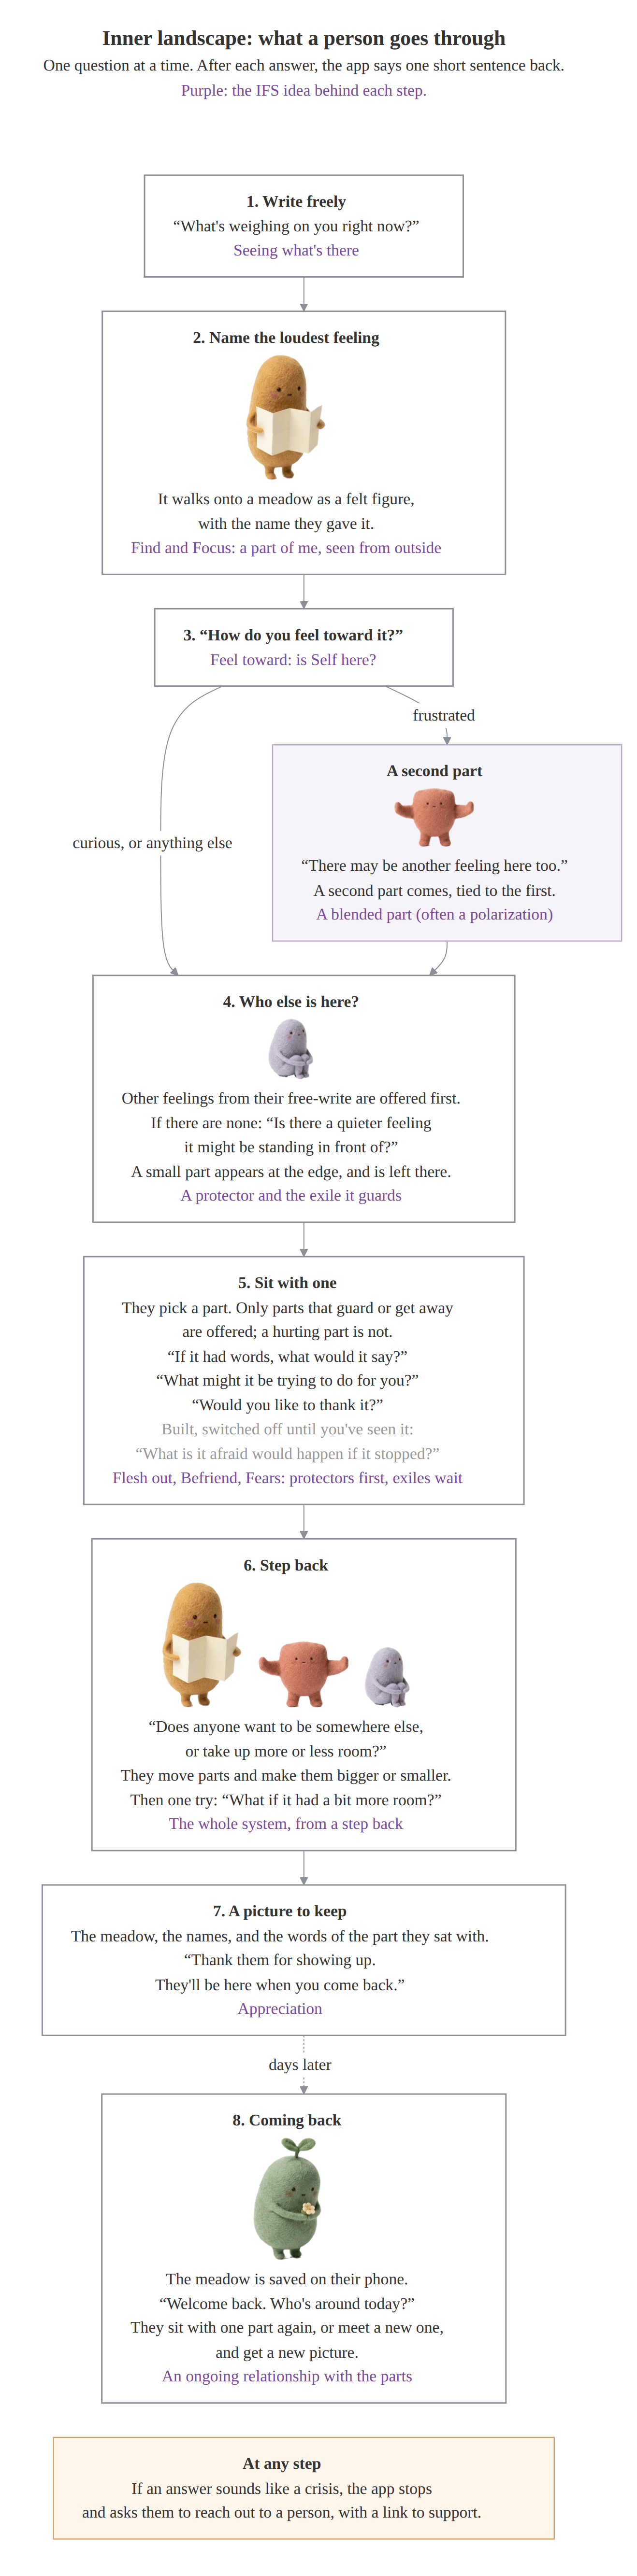 Inner landscape: what a person goes through
One question at a time. After each answer, the app says one short sentence back.
Purple: the IFS idea behind each step.
1. Write freely
“What's weighing on you right now?”
Seeing what's there
2. Name the loudest feeling
It walks onto a meadow as a felt figure,
with the name they gave it.
Find and Focus: a part of me, seen from outside
3. “How do you feel toward it?”
Feel toward: is Self here?
frustrated
A second part
“There may be another feeling here too.”
A second part comes, tied to the first.
A blended part (often a polarization)
curious, or anything else
4. Who else is here?
Other feelings from their free-write are offered first.
If there are none: “Is there a quieter feeling
it might be standing in front of?”
A small part appears at the edge, and is left there.
A protector and the exile it guards
5. Sit with one
They pick a part. Only parts that guard or get away
are offered; a hurting part is not.
“If it had words, what would it say?”
“What might it be trying to do for you?”
“Would you like to thank it?”
Built, switched off until you've seen it:
“What is it afraid would happen if it stopped?”
Flesh out, Befriend, Fears: protectors first, exiles wait
6. Step back
“Does anyone want to be somewhere else,
or take up more or less room?”
They move parts and make them bigger or smaller.
Then one try: “What if it had a bit more room?”
The whole system, from a step back
7. A picture to keep
The meadow, the names, and the words of the part they sat with.
“Thank them for showing up.
They'll be here when you come back.”
Appreciation
days later
8. Coming back
The meadow is saved on their phone.
“Welcome back. Who's around today?”
They sit with one part again, or meet a new one,
and get a new picture.
An ongoing relationship with the parts
At any step
If an answer sounds like a crisis, the app stops
and asks them to reach out to a person, with a link to support.